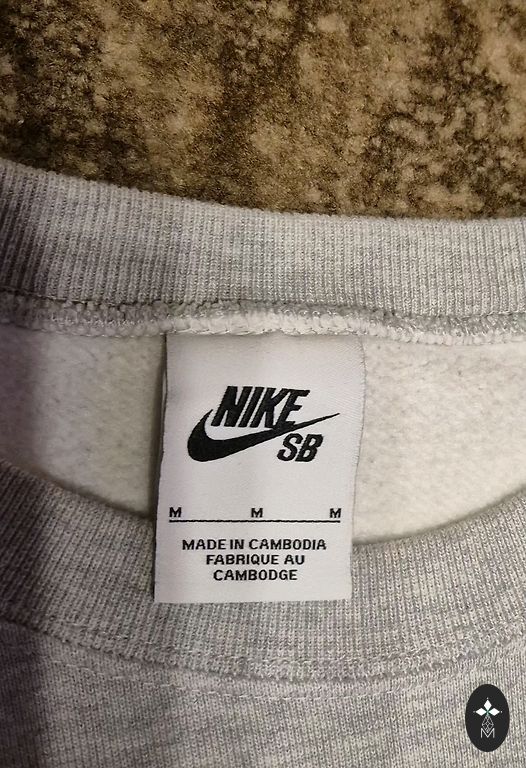 NIKE
SB
M M M
MADE IN CAMBODIA
FABRIQUE AU
CAMBODGE
M